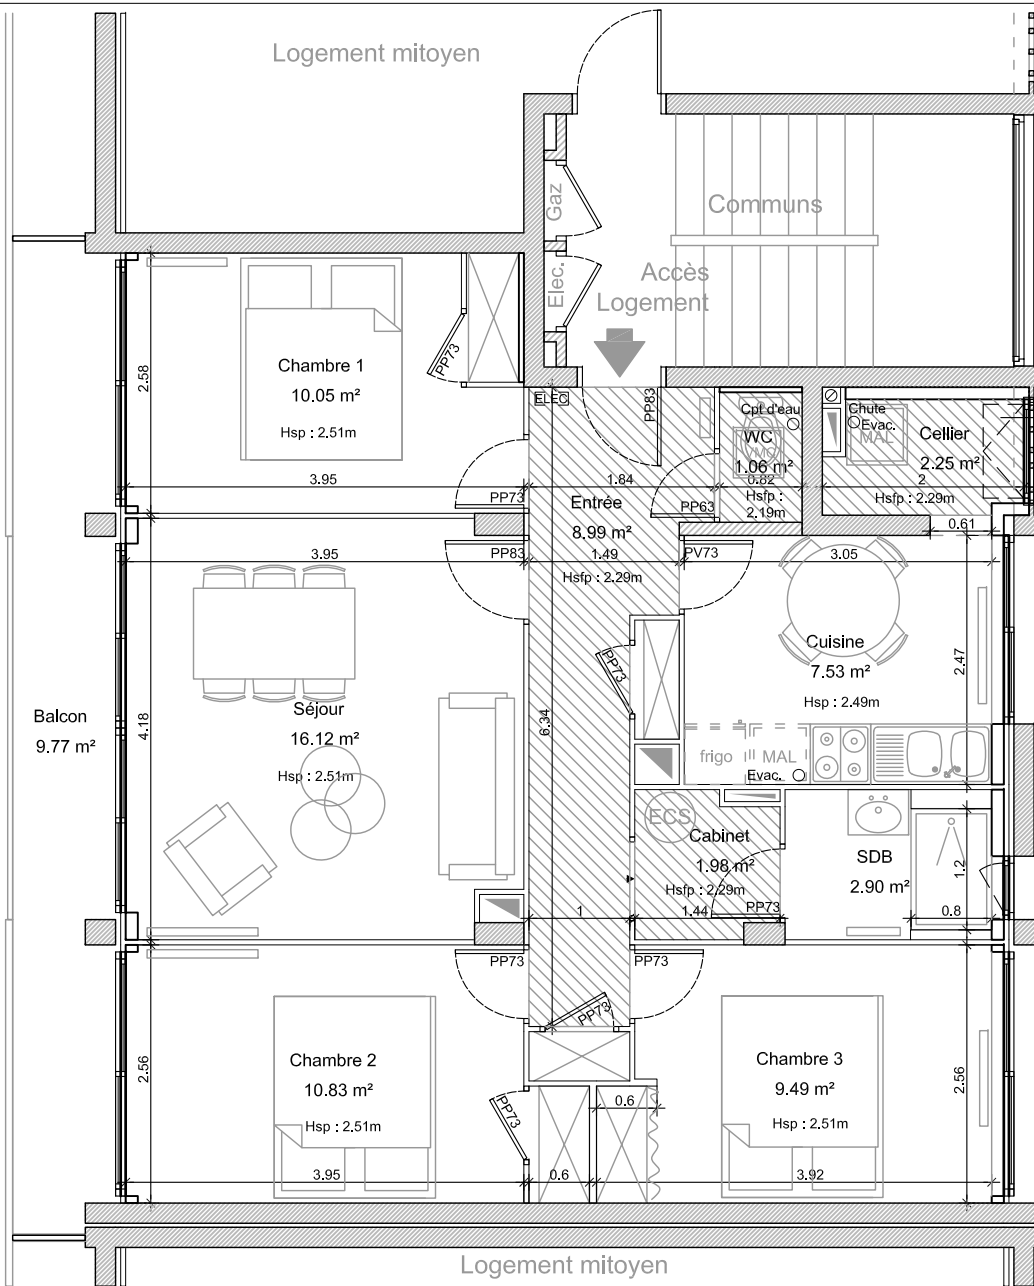 Logement mitoyen
Gaz
Communs
Elec.
Accès
Logement
PP73
Chambre 1
10.05 m²
Hsp : 2.51m
2.58
3.95
PP73
ELEC
PP83
1.84
Entrée
8.99 m²
PP63
Cpt d'eau
WC
VMC
1.06 m²
0.82
Hsfp :
2.19m
Chute
Evac.
MAL
Cellier
2.25 m²
2
Hsfp : 2.29m
0.61
3.95
PP83
1.49
PV73
3.05
Hsfp : 2.29m
Cuisine
7.53 m²
Hsp : 2.49m
2.47
PP73
Balcon
9.77 m²
Séjour
16.12 m²
Hsp : 2.51m
4.18
6.34
frigo
MAL
Evac.
ECS
Cabinet
1.98 m²
Hsfp : 2.29m
1.44
PP73
SDB
2.90 m²
1.2
0.8
1
PP73
PP73
PP73
Chambre 2
10.83 m²
Hsp : 2.51m
2.56
3.95
PP73
0.6
0.6
Chambre 3
9.49 m²
Hsp : 2.51m
2.56
3.92
Logement mitoyen